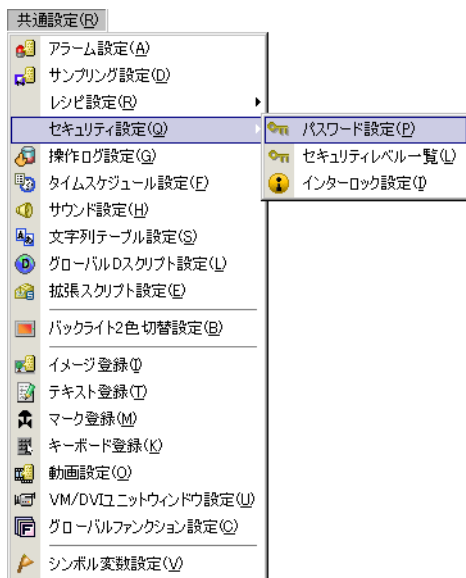 共通設定(R)
アラーム設定(A)
サンプリング設定(D)
レシピ設定(R)
セキュリティ設定(Q)
パスワード設定(P)
セキュリティレベル一覧(L)
インターロック設定(I)
操作ログ設定(G)
タイムスケジュール設定(F)
サウンド設定(H)
文字列テーブル設定(S)
グローバルDスクリプト設定(L)
拡張スクリプト設定(E)
バックライト2色切替設定(B)
イメージ登録(I)
テキスト登録(T)
マーク登録(M)
キーボード登録(K)
動画設定(O)
VM/DVIユニットウィンドウ設定(U)
グローバルファンクション設定(C)
シンボル変数設定(V)